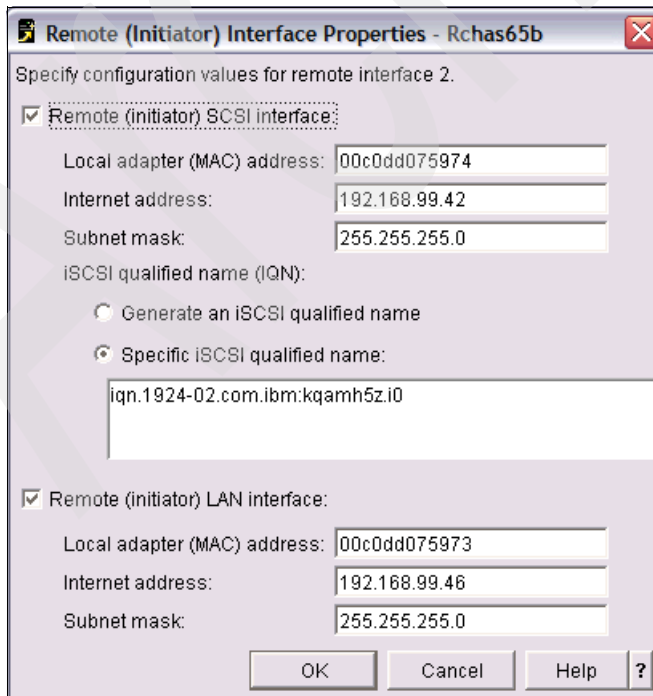 Remote (Initiator) Interface Properties - Rchas65b
Specify configuration values for remote interface 2.
Remote (initiator) SCSI interface:
Local adapter (MAC) address: 00c0dd075974
Internet address: 192.168.99.42
Subnet mask: 255.255.255.0
iSCSI qualified name (IQN):
Generate an iSCSI qualified name
Specific iSCSI qualified name:
iqn.1924-02.com.ibm:kqamh5z.i0
Remote (initiator) LAN interface:
Local adapter (MAC) address: 00c0dd075973
Internet address: 192.168.99.46
Subnet mask: 255.255.255.0
OK Cancel Help ?